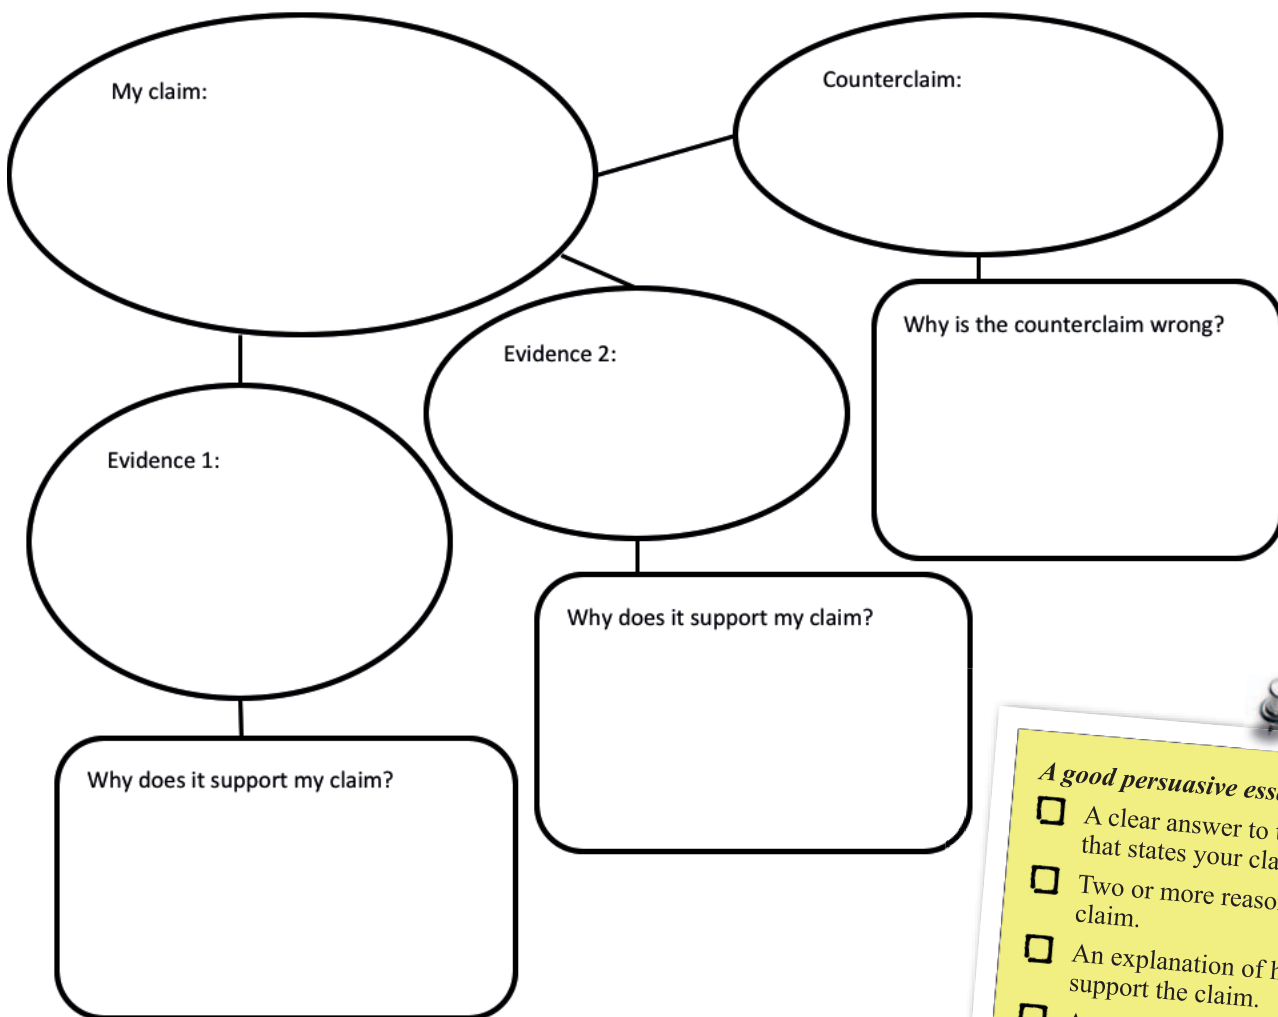 My claim:
Counterclaim:
Why is the counterclaim wrong?
Evidence 2:
Evidence 1:
Why does it support my claim?
Why does it support my claim?
A good persuasive
A clear answer to
that states your
Two or more
claim.
An explanation of
support the claim.